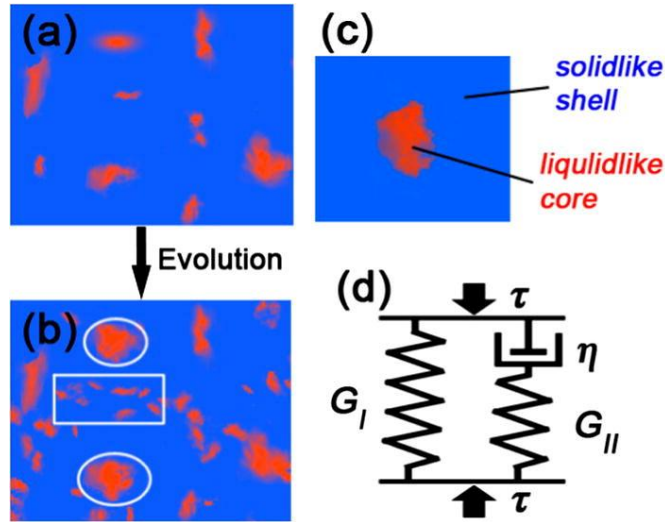 (a)
(c)
solidlike
shell
liqulidlike
core
Evolution
(b)
(d)
τ
η
G_I
G_II
τ